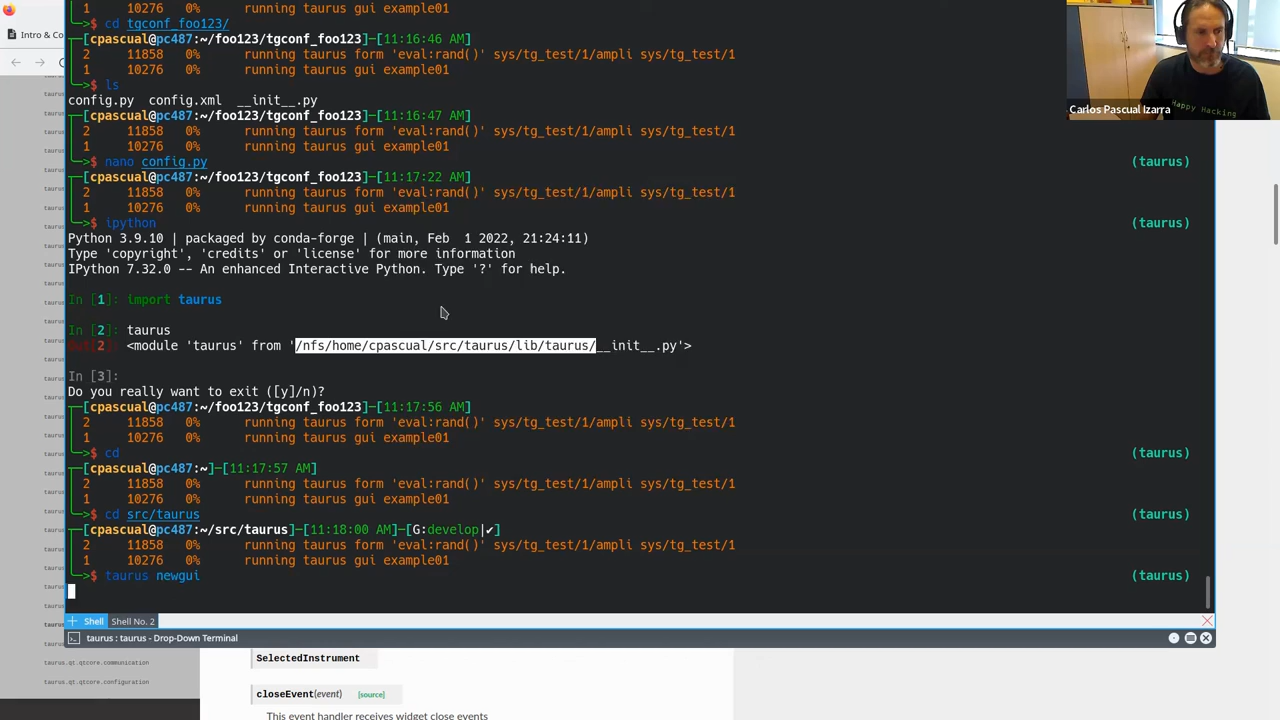 1      10276   0%      running taurus gui example01
$ cd tgconf_foo123/
[cpascual@pc487:~/foo123/tgconf_foo123]-[11:16:46 AM]
2      11858   0%      running taurus form 'eval:rand()' sys/tg_test/1/ampli sys/tg_test/1
1      10276   0%      running taurus gui example01
$ ls
config.py  config.xml  __init__.py
[cpascual@pc487:~/foo123/tgconf_foo123]-[11:16:47 AM]
2      11858   0%      running taurus form 'eval:rand()' sys/tg_test/1/ampli sys/tg_test/1
1      10276   0%      running taurus gui example01
$ nano config.py (taurus)
[cpascual@pc487:~/foo123/tgconf_foo123]-[11:17:22 AM]
2      11858   0%      running taurus form 'eval:rand()' sys/tg_test/1/ampli sys/tg_test/1
1      10276   0%      running taurus gui example01
$ ipython (taurus)
Python 3.9.10 | packaged by conda-forge | (main, Feb  1 2022, 21:24:11)
Type 'copyright', 'credits' or 'license' for more information
IPython 7.32.0 -- An enhanced Interactive Python. Type '?' for help.
In [1]: import taurus
In [2]: taurus
Out[2]: <module 'taurus' from '/nfs/home/cpascual/src/taurus/lib/taurus/__init__.py'>
In [3]:
Do you really want to exit ([y]/n)?
[cpascual@pc487:~/foo123/tgconf_foo123]-[11:17:56 AM]
2      11858   0%      running taurus form 'eval:rand()' sys/tg_test/1/ampli sys/tg_test/1
1      10276   0%      running taurus gui example01
$ cd (taurus)
[cpascual@pc487:~]-[11:17:57 AM]
2      11858   0%      running taurus form 'eval:rand()' sys/tg_test/1/ampli sys/tg_test/1
1      10276   0%      running taurus gui example01
$ cd src/taurus (taurus)
[cpascual@pc487:~/src/taurus]-[11:18:00 AM]-[G:develop|✔]
2      11858   0%      running taurus form 'eval:rand()' sys/tg_test/1/ampli sys/tg_test/1
1      10276   0%      running taurus gui example01
$ taurus newgui (taurus)
Shell
Shell No. 2
taurus : taurus - Drop-Down Terminal
Intro & Co
Carlos Pascual Izarra
Happy Hacking
SelectedInstrument
closeEvent(event) [source]
This event handler receives widget close events
taurus.qt.qtcore.communication
taurus.qt.qtcore.configuration